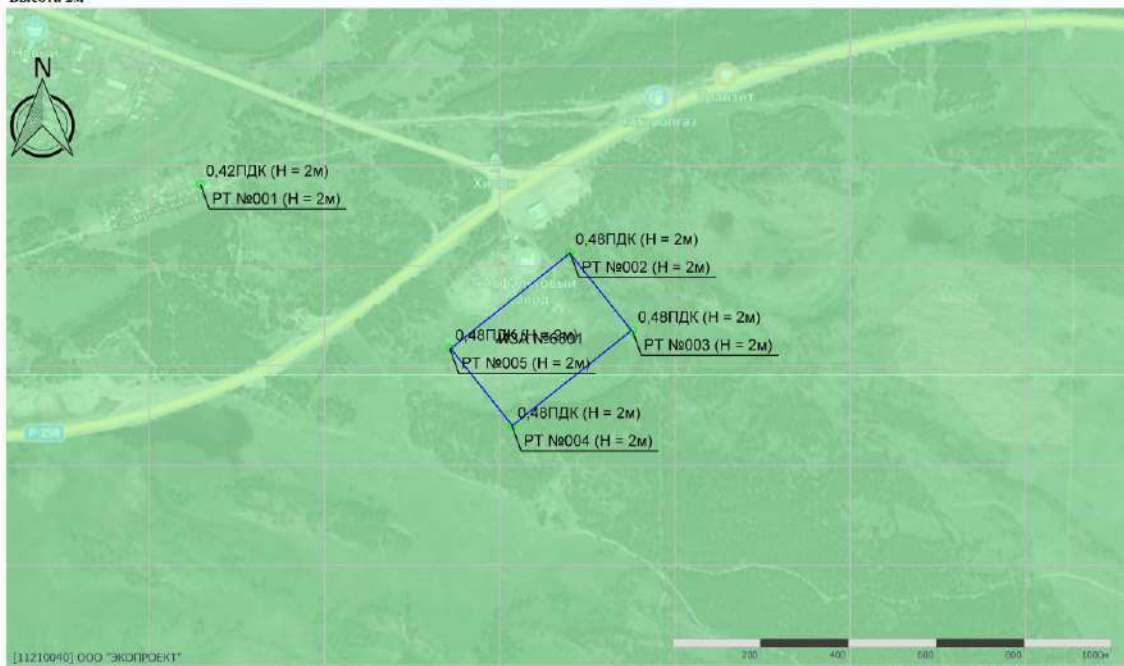 Высота 2м
N
0,42ПДК (Н = 2м)
РТ №001 (Н = 2м)
0,48ПДК (Н = 2м)
РТ №002 (Н = 2м)
0,48ПДК (Н = 2м)
РТ №003 (Н = 2м)
0,48ПДК (Н = 2м)
ИЗА №6001
РТ №005 (Н = 2м)
0,48ПДК (Н = 2м)
РТ №004 (Н = 2м)
Р-258
[11210040] ООО "ЭКОПРОЕКТ"
200 400 600 800 1000м